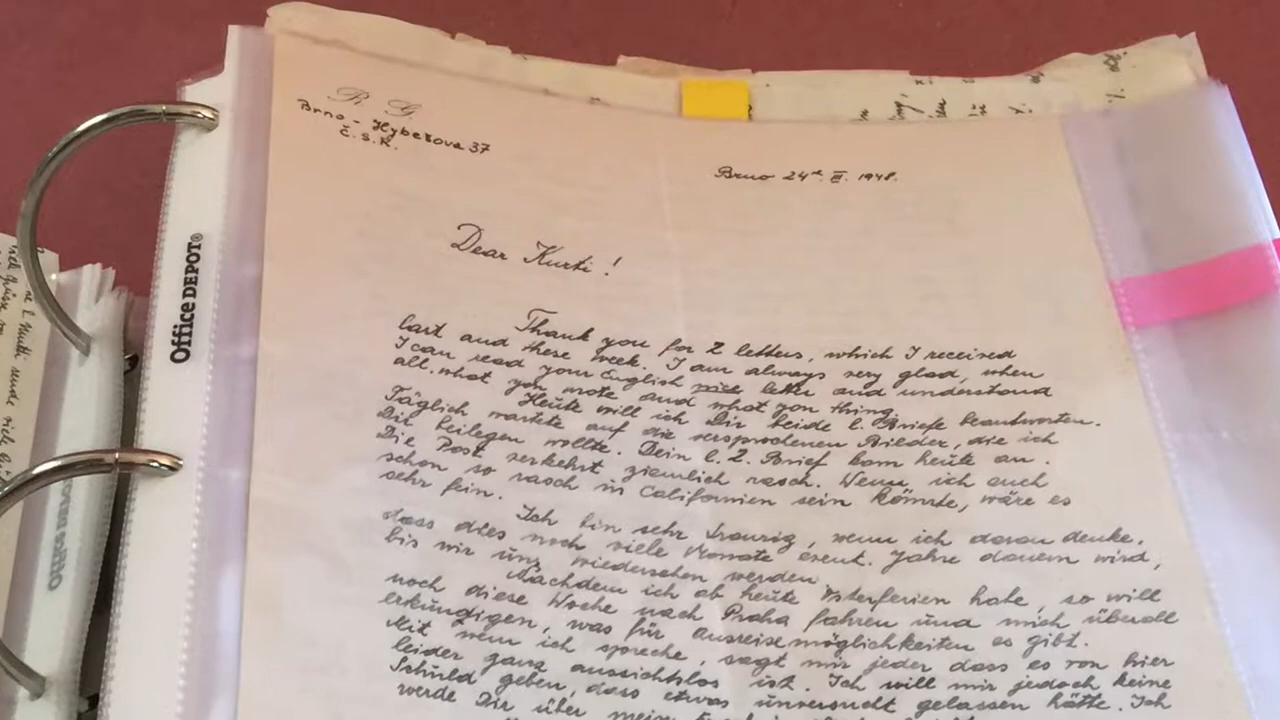 R. G.
Brno - Hybešova 37
Č.S.R.
Brno 24th. III. 1948.
Dear Kurti!
Thank you for 2 letters, which I received
last and these week. I am always very glad, when
I can read your English nice letter and understand
all, what you wrote and what you thing.
Heute will ich Dir beide l. Briefe beantworten.
Täglich wartete auf die versprochenen Bilder, die ich
Dir beilegen wollte. Dein l. 2. Brief kam heute an.
Die Post verkehrt ziemlich rasch. Wenn ich auch
schon so rasch in Californien sein könnte, wäre es
sehr fein.
Ich bin sehr traurig, wenn ich daran denke,
dass dies noch viele Monate event. Jahre dauern wird,
bis wir uns wiedersehen werden.
Nachdem ich ab heute Osterferien habe, so will
noch diese Woche nach Praha fahren und mich überall
erkundigen, was für Ausreisemöglichkeiten es gibt.
Mit wem ich spreche, sagt mir jeder dass es von hier
leider ganz aussichtslos ist. Ich will mir jedoch keine
Schuld geben, dass etwas unversucht gelassen hätte. Ich
werde Dir über meine
Office DEPOT®
Office DEPOT